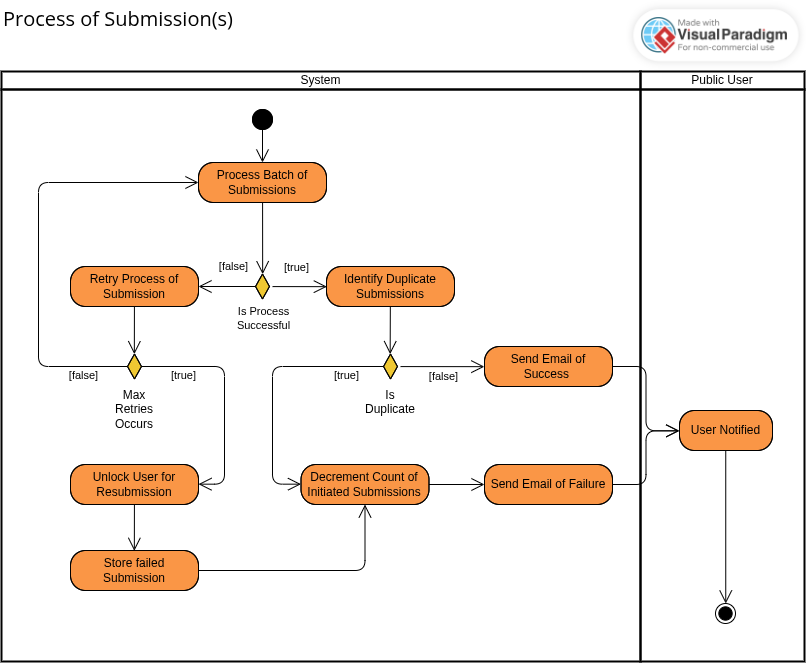 Process of Submission(s)
Made with
Visual Paradigm
For non-commercial use
System
Public User
Process Batch of
Submissions
[false]
[true]
Retry Process of
Submission
Identify Duplicate
Submissions
Is Process
Successful
Send Email of
Success
[false]
[true]
[true]
[false]
Max
Retries
Occurs
Is
Duplicate
User Notified
Unlock User for
Resubmission
Decrement Count of
Initiated Submissions
Send Email of Failure
Store failed
Submission